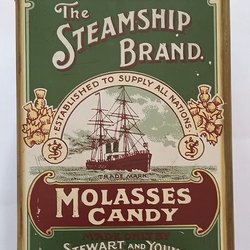 The
STEAMSHIP
BRAND.
ESTABLISHED TO SUPPLY ALL NATIONS
TRADE MARK
MOLASSES
CANDY
STEWART AND